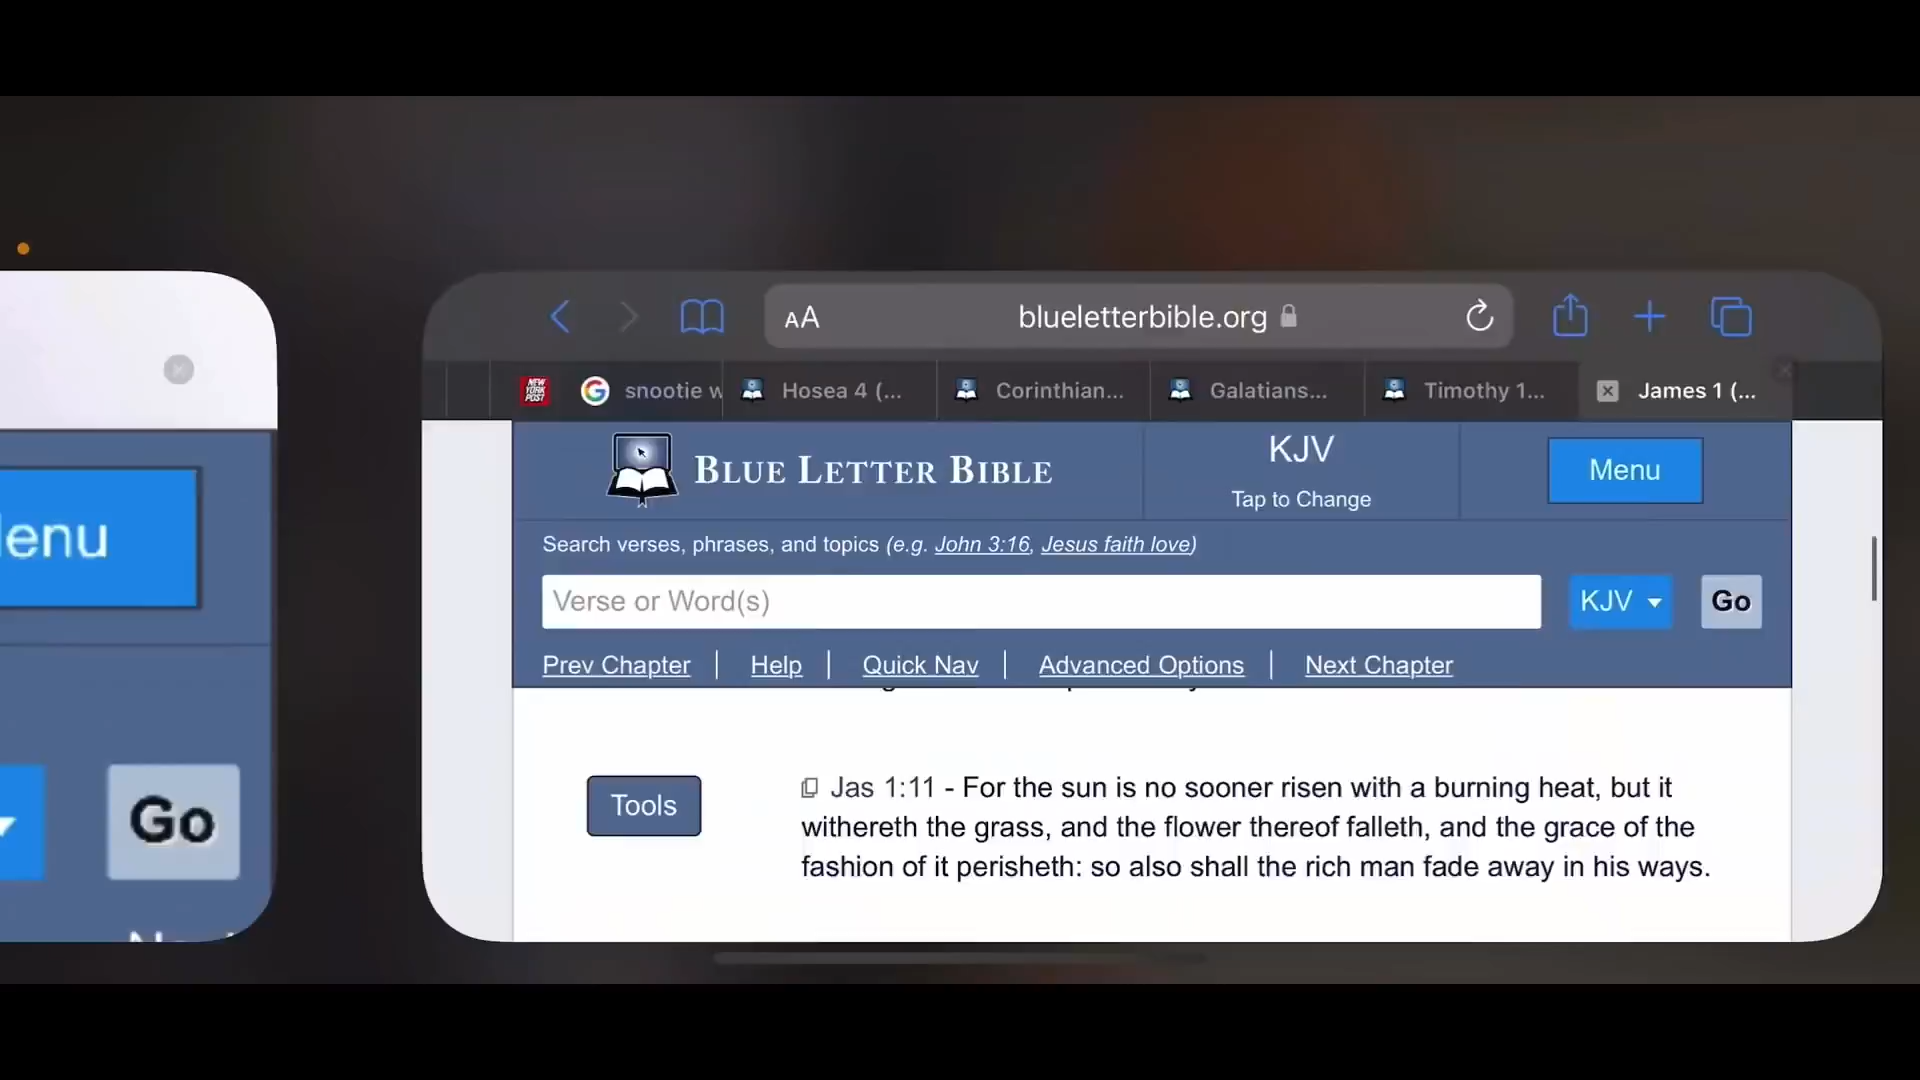 AA
blueletterbible.org
NEW YORK POST
snootie w
Hosea 4 (...
Corinthian...
Galatians...
Timothy 1...
James 1 (...
BLUE LETTER BIBLE
KJV
Tap to Change
Menu
Search verses, phrases, and topics (e.g. John 3:16, Jesus faith love)
Verse or Word(s)
KJV
Go
Prev Chapter | Help | Quick Nav | Advanced Options | Next Chapter
Tools
Jas 1:11 - For the sun is no sooner risen with a burning heat, but it
withereth the grass, and the flower thereof falleth, and the grace of the
fashion of it perisheth: so also shall the rich man fade away in his ways.
enu
Go